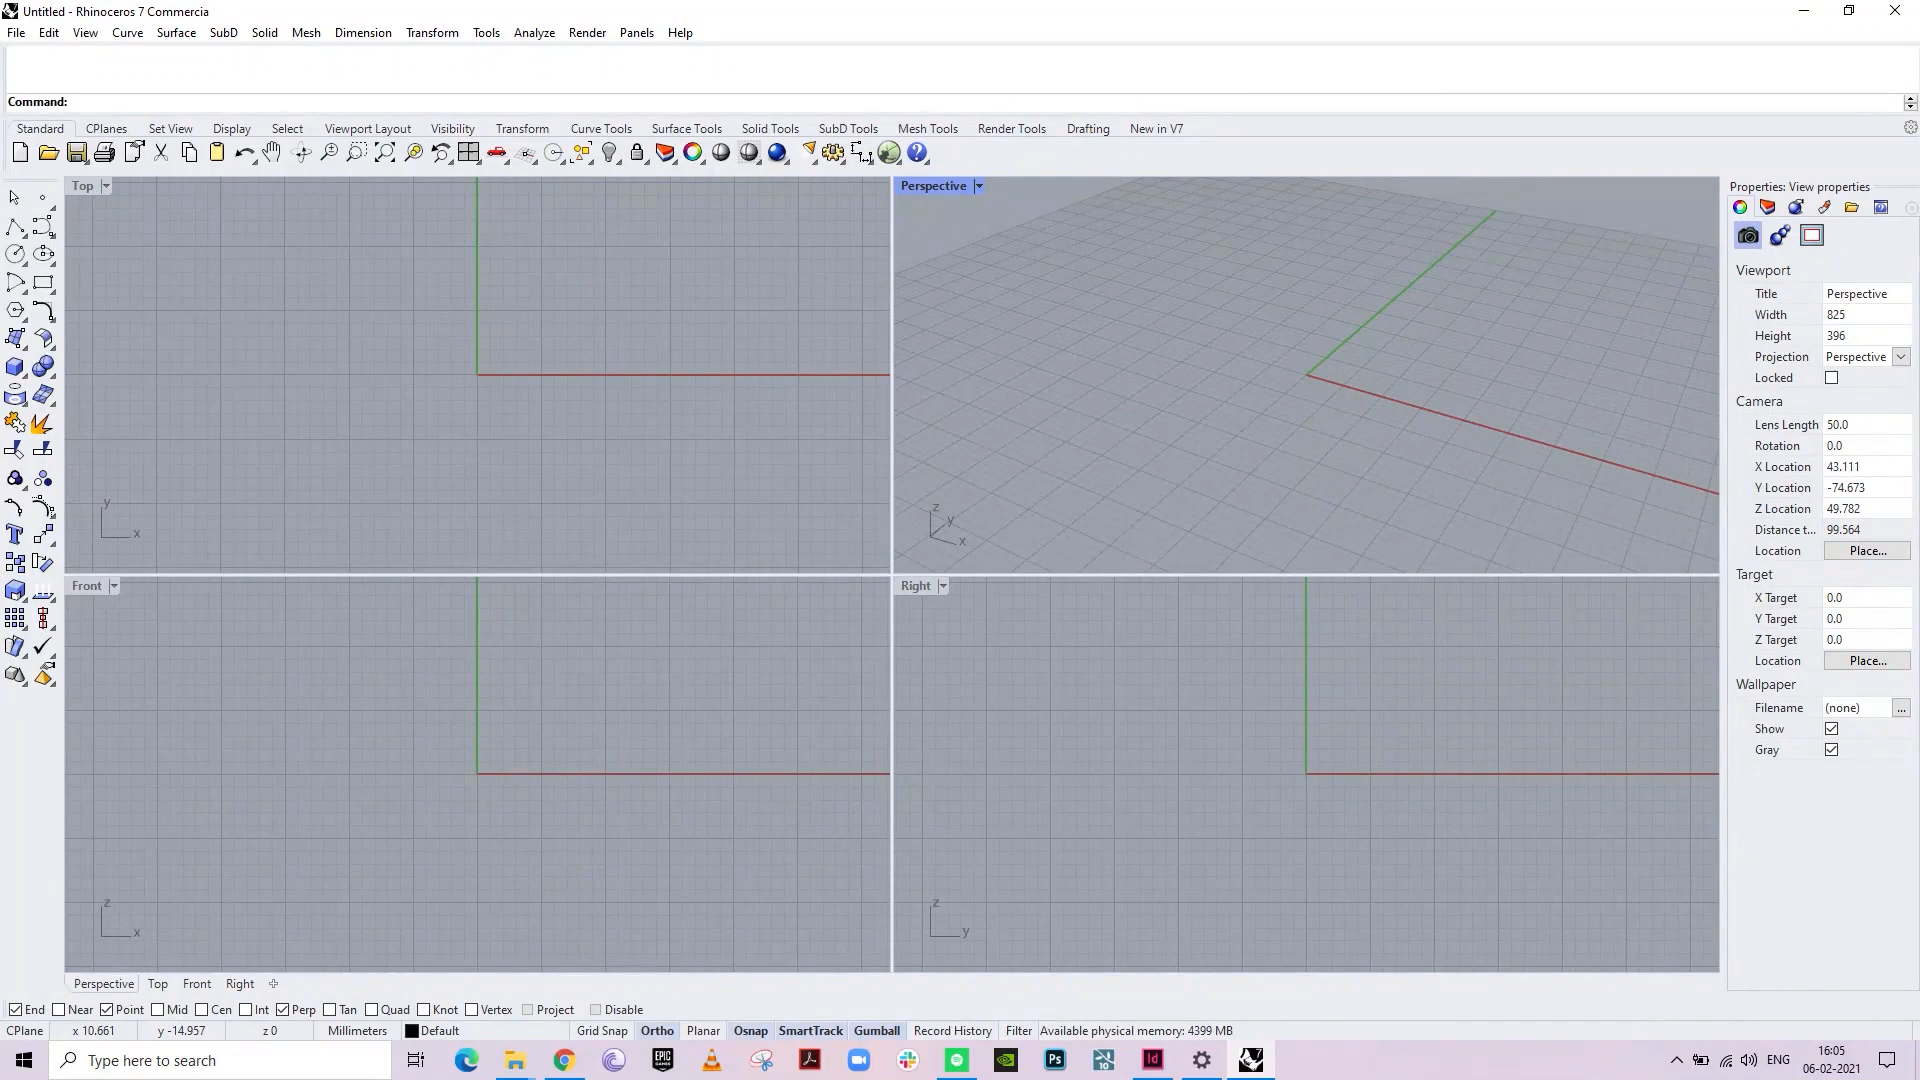 Untitled - Rhinoceros 7 Commercia
File Edit View Curve Surface SubD Solid Mesh Dimension Transform Tools Analyze Render Panels Help
Command:
Standard CPlanes Set View Display Select Viewport Layout Visibility Transform Curve Tools Surface Tools Solid Tools SubD Tools Mesh Tools Render Tools Drafting New in V7
Top
y
x
Perspective
z
y
x
Front
z
x
Right
z
y
Properties: View properties
Viewport
Title Perspective
Width 825
Height 396
Projection Perspective
Locked
Camera
Lens Length 50.0
Rotation 0.0
X Location 43.111
Y Location -74.673
Z Location 49.782
Distance t... 99.564
Location Place...
Target
X Target 0.0
Y Target 0.0
Z Target 0.0
Location Place...
Wallpaper
Filename (none) ...
Show
Gray
Perspective Top Front Right
End Near Point Mid Cen Int Perp Tan Quad Knot Vertex Project Disable
CPlane x 10.661 y -14.957 z 0 Millimeters Default Grid Snap Ortho Planar Osnap SmartTrack Gumball Record History Filter Available physical memory: 4399 MB
Type here to search
EPIC GAMES
Ps
10
Id
ENG
16:05
06-02-2021